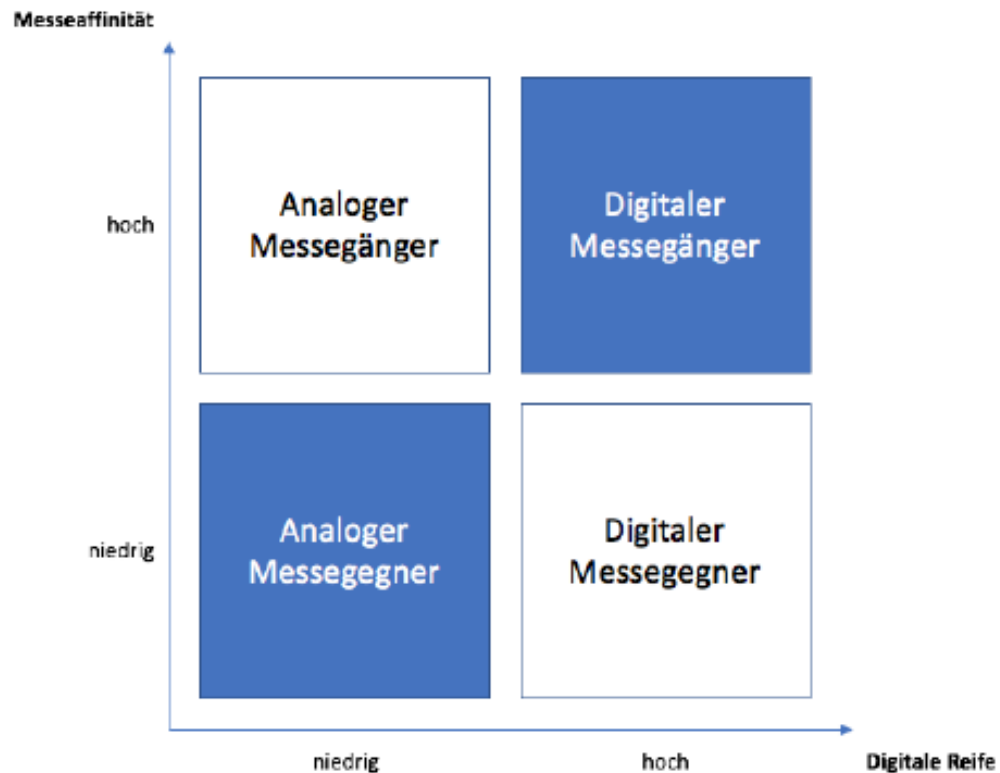 Messeaffinität
hoch
Analoger
Messegänger
Digitaler
Messegänger
niedrig
Analoger
Messegegner
Digitaler
Messegegner
niedrig
hoch
Digitale Reife